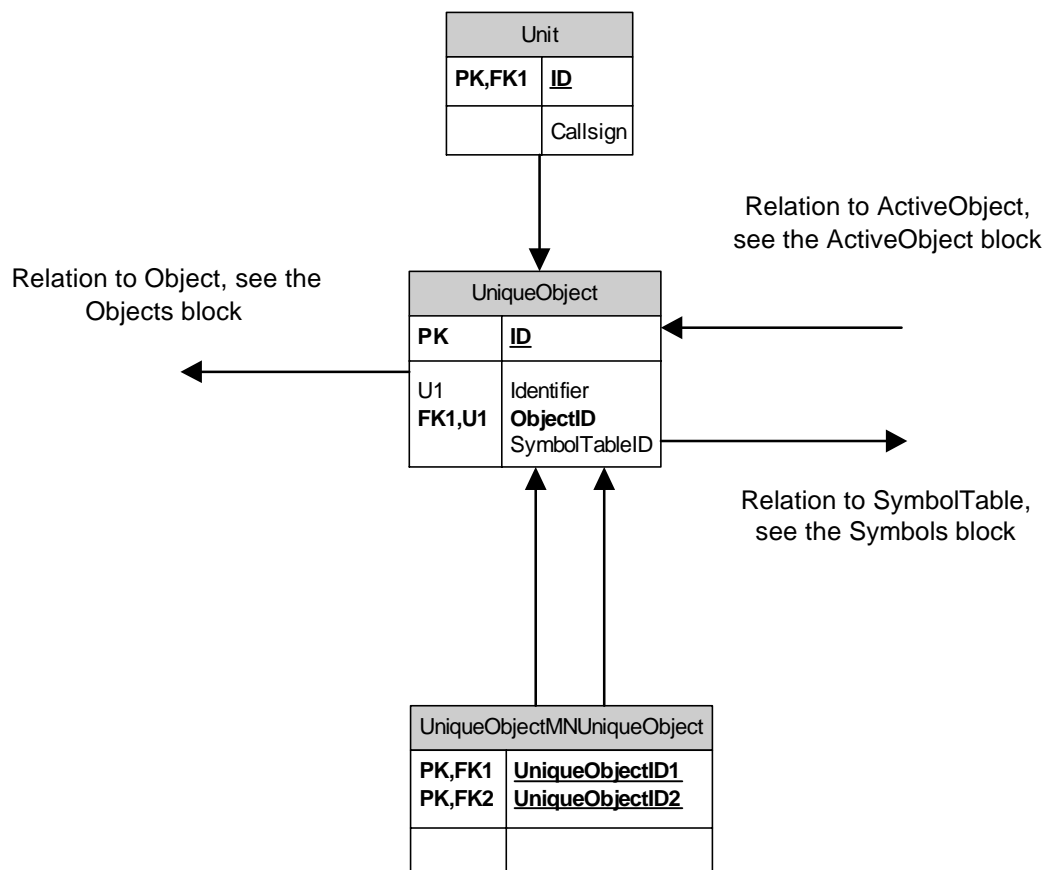 Unit
PK,FK1 ID
Callsign
Relation to ActiveObject,
see the ActiveObject block
Relation to Object, see the
Objects block
UniqueObject
PK ID
U1 Identifier
FK1,U1 ObjectID
SymbolTableID
Relation to SymbolTable,
see the Symbols block
UniqueObjectMNUniqueObject
PK,FK1 UniqueObjectID1
PK,FK2 UniqueObjectID2